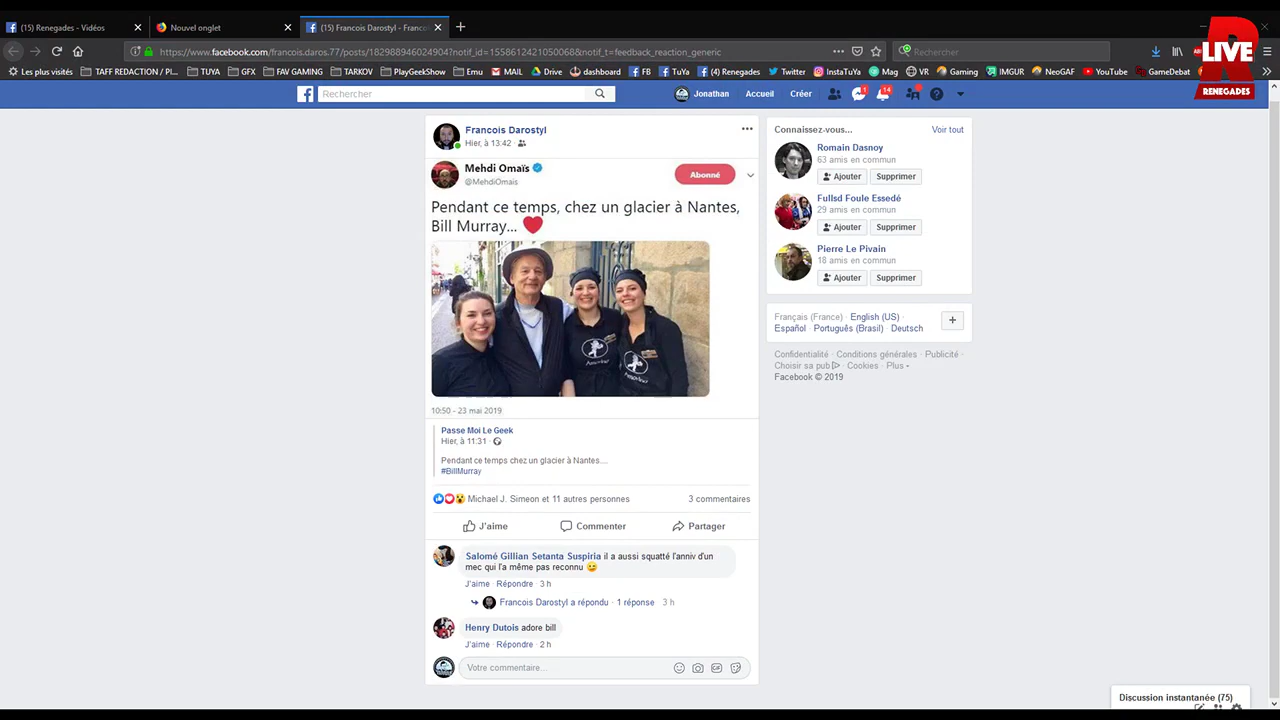 (15) Renegades - Vidéos
Nouvel onglet
(15) Francois Darostyl - Franco
https://www.facebook.com/francois.daros.77/posts/1829889460249047notif_id=1558612421050068&notif_t=feedback_reaction_generic
Rechercher
Les plus visités
TAFF REDACTION / PI...
TUYA
GFX
FAV GAMING
TARKOV
PlayGeekShow
Emu
MAIL
Drive
dashboard
FB
TuYa
(4) Renegades
Twitter
InstaTuYa
Mag
VR
Gaming
IMGUR
NeoGAF
YouTube
GameDebat
R
LIVE
RENEGADES
Rechercher
Jonathan
Accueil
Créer
1
14
Francois Darostyl
Hier, à 13:42
Mehdi Omaïs
@MehdiOmais
Abonné
Pendant ce temps, chez un glacier à Nantes,
Bill Murray...
10:50 - 23 mai 2019
Passe Moi Le Geek
Hier, à 11:31
Pendant ce temps chez un glacier à Nantes....
#BillMurray
Michael J. Simeon et 11 autres personnes
3 commentaires
J'aime
Commenter
Partager
Salomé Gillian Setanta Suspiria il a aussi squatté l'anniv d'un
mec qui l'a même pas reconnu
J'aime · Répondre · 3 h
Francois Darostyl a répondu · 1 réponse 3 h
Henry Dutois adore bill
J'aime · Répondre · 2 h
Votre commentaire...
GIF
Connaissez-vous...
Voir tout
Romain Dasnoy
63 amis en commun
Ajouter
Supprimer
Fullsd Foule Essedé
29 amis en commun
Ajouter
Supprimer
Pierre Le Pivain
18 amis en commun
Ajouter
Supprimer
Français (France) · English (US) ·
Español · Português (Brasil) · Deutsch
Confidentialité · Conditions générales · Publicité ·
Choisir sa pub · Cookies · Plus
Facebook © 2019
Discussion instantanée (75)